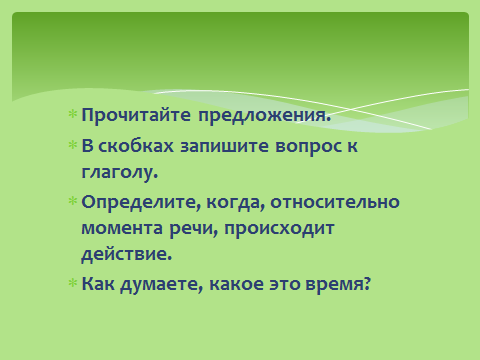 * Прочитайте предложения.
* В скобках запишите вопрос к
глаголу.
* Определите, когда, относительно
момента речи, происходит
действие.
* Как думаете, какое это время?